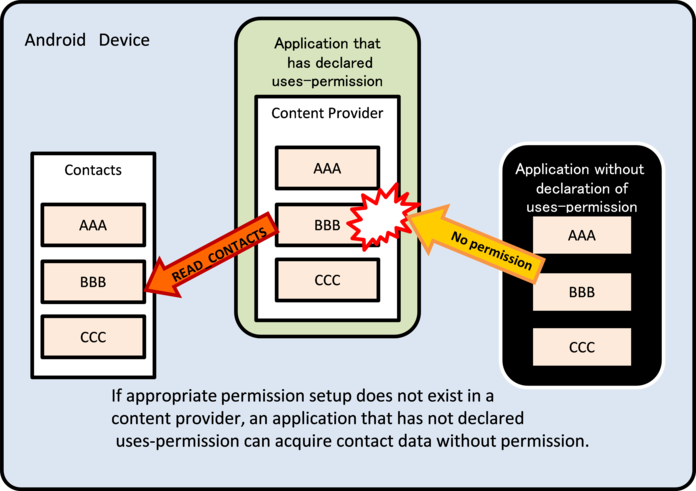 Android Device
Application that
has declared
uses-permission
Content Provider
AAA
BBB
CCC
Contacts
AAA
BBB
CCC
READ_CONTACTS
No permission
Application without
declaration of
uses-permission
AAA
BBB
CCC
If appropriate permission setup does not exist in a
content provider, an application that has not declared
uses-permission can acquire contact data without permission.